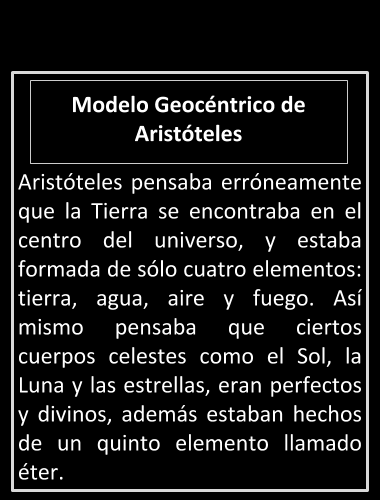 Modelo Geocéntrico de
Aristóteles
Aristóteles pensaba erróneamente
que la Tierra se encontraba en el
centro del universo, y estaba
formada de sólo cuatro elementos:
tierra, agua, aire y fuego. Así
mismo pensaba que ciertos
cuerpos celestes como el Sol, la
Luna y las estrellas, eran perfectos
y divinos, además estaban hechos
de un quinto elemento llamado
éter.